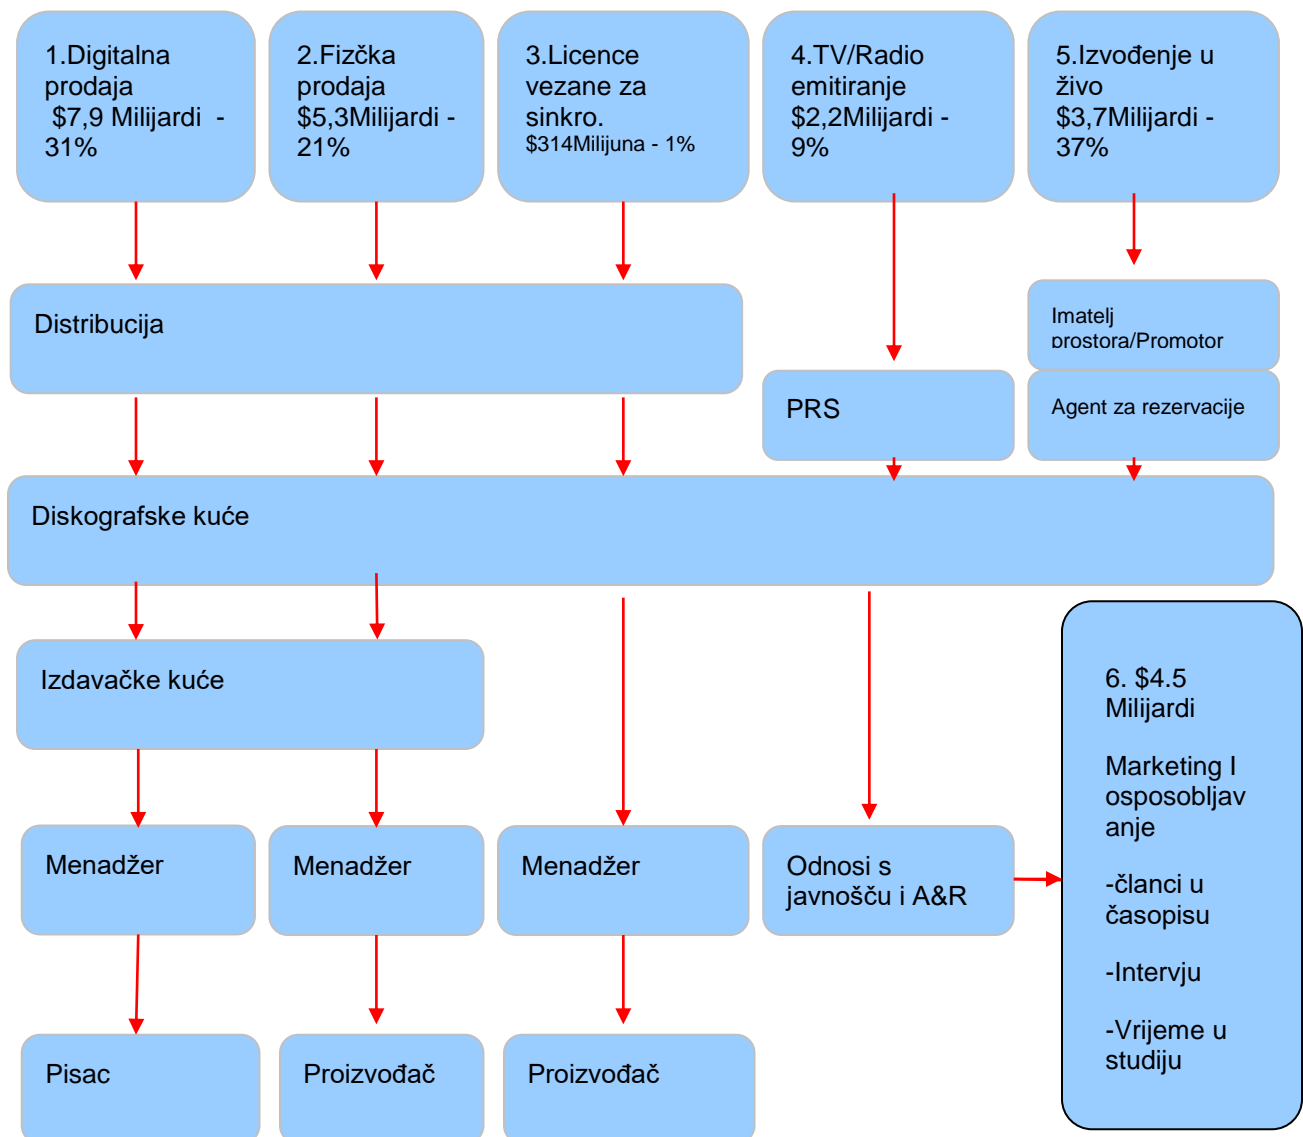 1.Digitalna
prodaja
$7,9 Milijardi -
31%
2.Fizčka
prodaja
$5,3Milijardi -
21%
3.Licence
vezane za
sinkro.
$314Milijuna - 1%
4.TV/Radio
emitiranje
$2,2Milijardi -
9%
5.Izvođenje u
živo
$3,7Milijardi -
37%
Distribucija
Imatelj
prostora/Promotor
PRS
Agent za rezervacije
Diskografske kuće
Izdavačke kuće
6. $4.5
Milijardi
Marketing I
osposobljav
anje
-članci u
časopisu
-Intervju
-Vrijeme u
studiju
Menadžer
Menadžer
Menadžer
Odnosi s
javnošču i A&R
Pisac
Proizvođač
Proizvođač